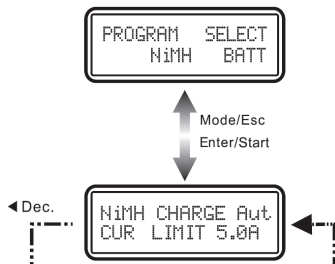 PROGRAM SELECT
NiMH BATT
Mode/Esc
Enter/Start
Dec.
NiMH CHARGE Aut
CUR LIMIT 5.0A